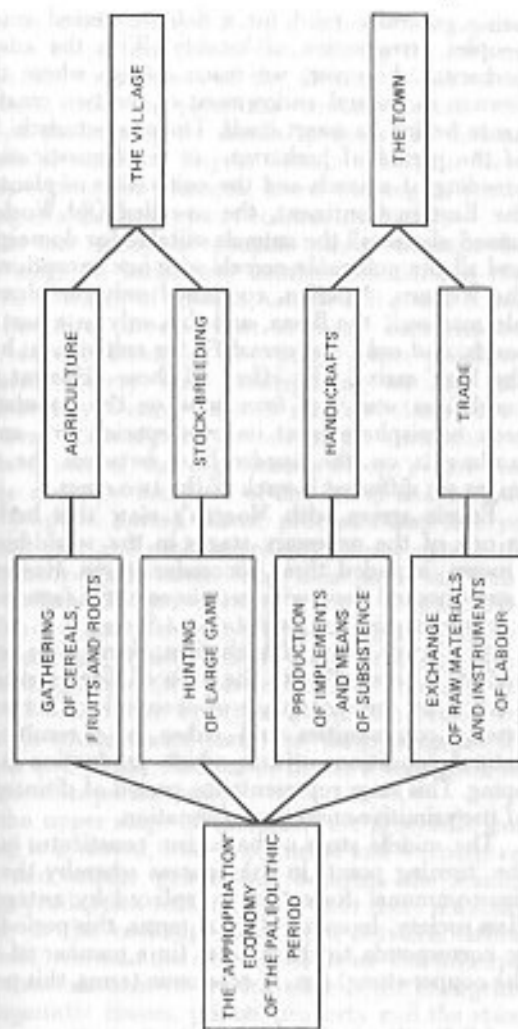 THE "APPROPRIATION"
ECONOMY
OF THE PALEOLITHIC
PERIOD
GATHERING
OF CEREALS,
FRUITS AND ROOTS
HUNTING
OF LARGE GAME
PRODUCTION
OF IMPLEMENTS
AND MEANS
OF SUBSISTENCE
EXCHANGE
OF RAW MATERIALS
AND INSTRUMENTS
OF LABOUR
AGRICULTURE
STOCK-BREEDING
HANDICRAFTS
TRADE
THE VILLAGE
THE TOWN